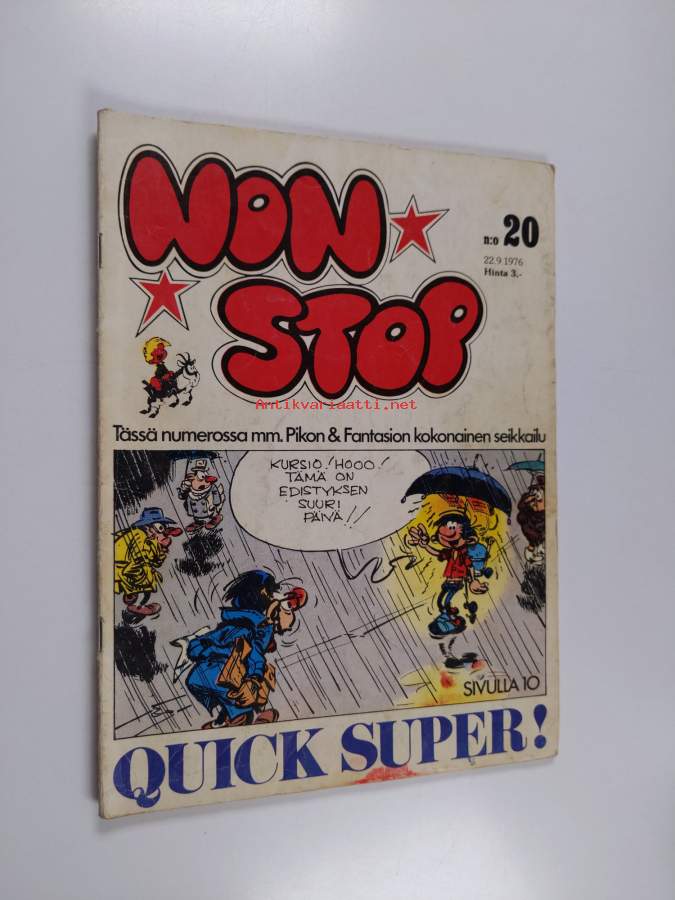 NON
STOP
n:o 20
22.9.1976
Hinta 3,-
Antikvariaatti.net
Tässä numerossa mm. Pikon & Fantasion kokonainen seikkailu
KURSIO! HOOO!
TÄMÄ ON
EDISTYKSEN
SUURI
PÄIVÄ!!
SIVULLA 10
QUICK SUPER!